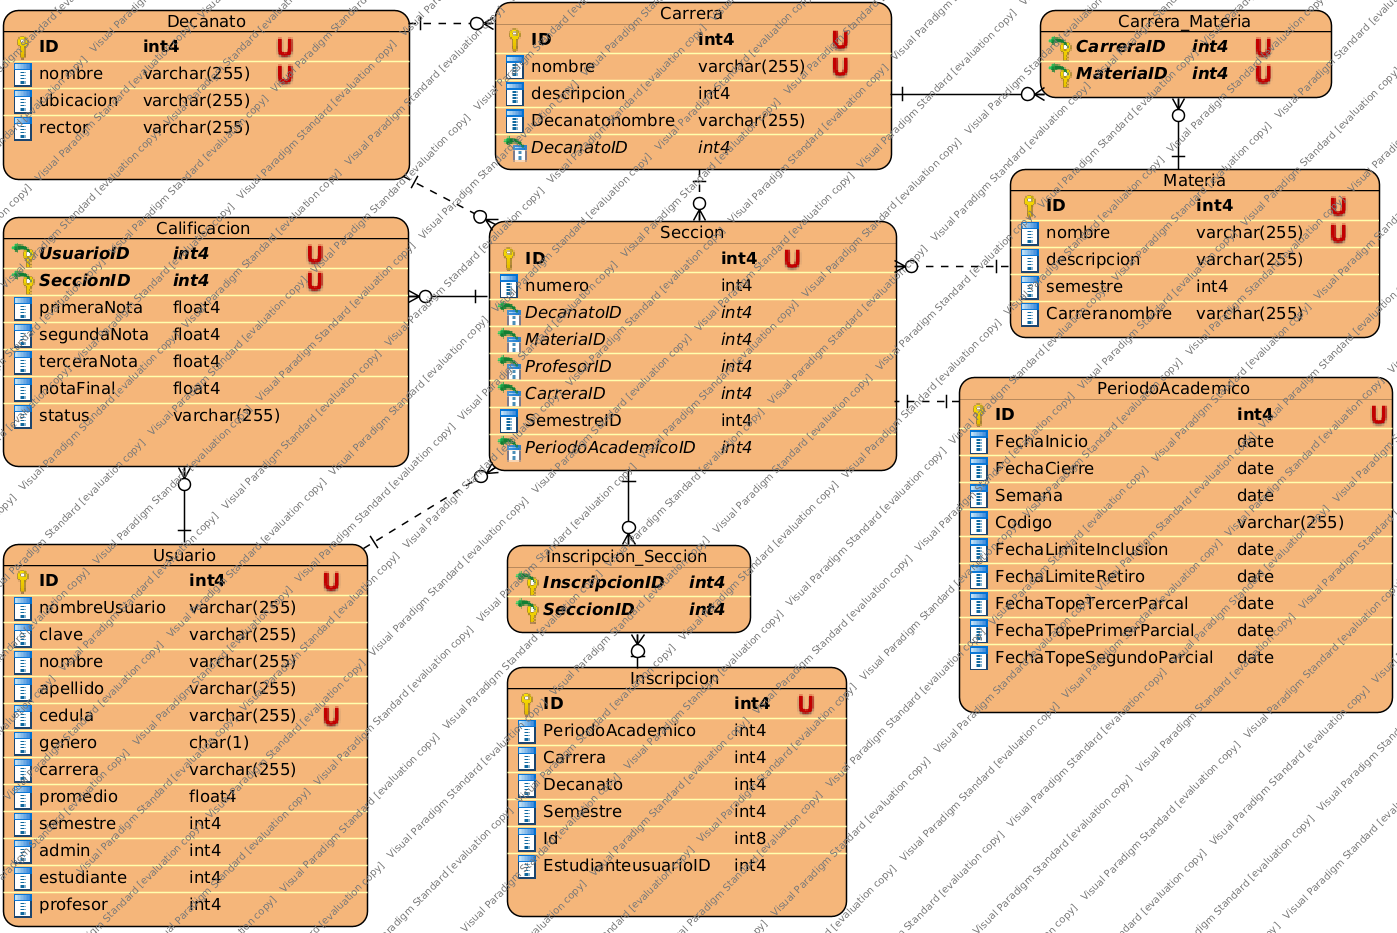 Decanato
ID int4 U
nombre varchar(255) U
ubicacion varchar(255)
rector varchar(255)
Carrera
ID int4 U
nombre varchar(255) U
descripcion int4
Decanatonombre varchar(255)
DecanatoID int4
Carrera_Materia
CarreraID int4 U
MateriaID int4 U
Materia
ID int4 U
nombre varchar(255) U
descripcion varchar(255)
semestre int4
Carreranombre varchar(255)
Calificacion
UsuarioID int4 U
SeccionID int4 U
primeraNota float4
segundaNota float4
terceraNota float4
notaFinal float4
status varchar(255)
Seccion
ID int4 U
numero int4
DecanatoID int4
MateriaID int4
ProfesorID int4
CarreraID int4
SemestreID int4
PeriodoAcademicoID int4
PeriodoAcademico
ID int4 U
FechaInicio date
FechaCierre date
Semana date
Codigo varchar(255)
FechaLimiteInclusion date
FechaLimiteRetiro date
FechaTopeTercerParcal date
FechaTopePrimerParcial date
FechaTopeSegundoParcial date
Usuario
ID int4 U
nombreUsuario varchar(255)
clave varchar(255)
nombre varchar(255)
apellido varchar(255)
cedula varchar(255) U
genero char(1)
carrera varchar(255)
promedio float4
semestre int4
admin int4
estudiante int4
profesor int4
Inscripcion_Seccion
InscripcionID int4
SeccionID int4
Inscripcion
ID int4 U
PeriodoAcademico int4
Carrera int4
Decanato int4
Semestre int4
Id int8
EstudianteusuarioID int4
Visual Paradigm Standard [evaluation copy]